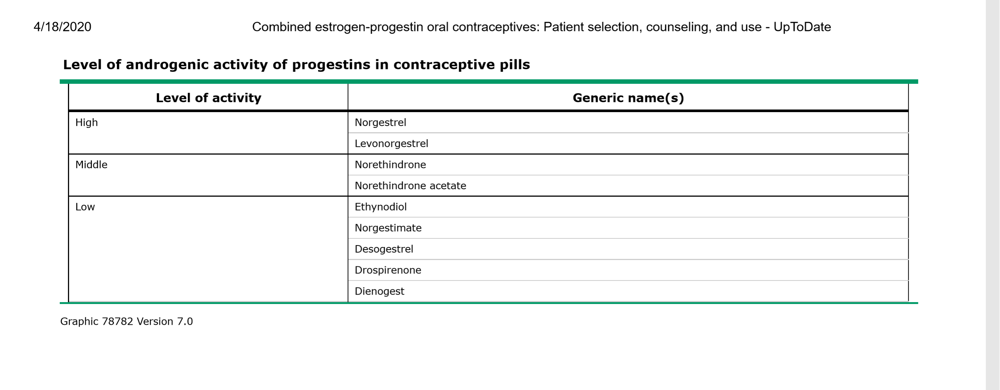 4/18/2020 Combined estrogen-progestin oral contraceptives: Patient selection, counseling, and use - UpToDate
Level of androgenic activity of progestins in contraceptive pills
Level of activity Generic name(s)
High Norgestrel
Levonorgestrel
Middle Norethindrone
Norethindrone acetate
Low Ethynodiol
Norgestimate
Desogestrel
Drospirenone
Dienogest
Graphic 78782 Version 7.0